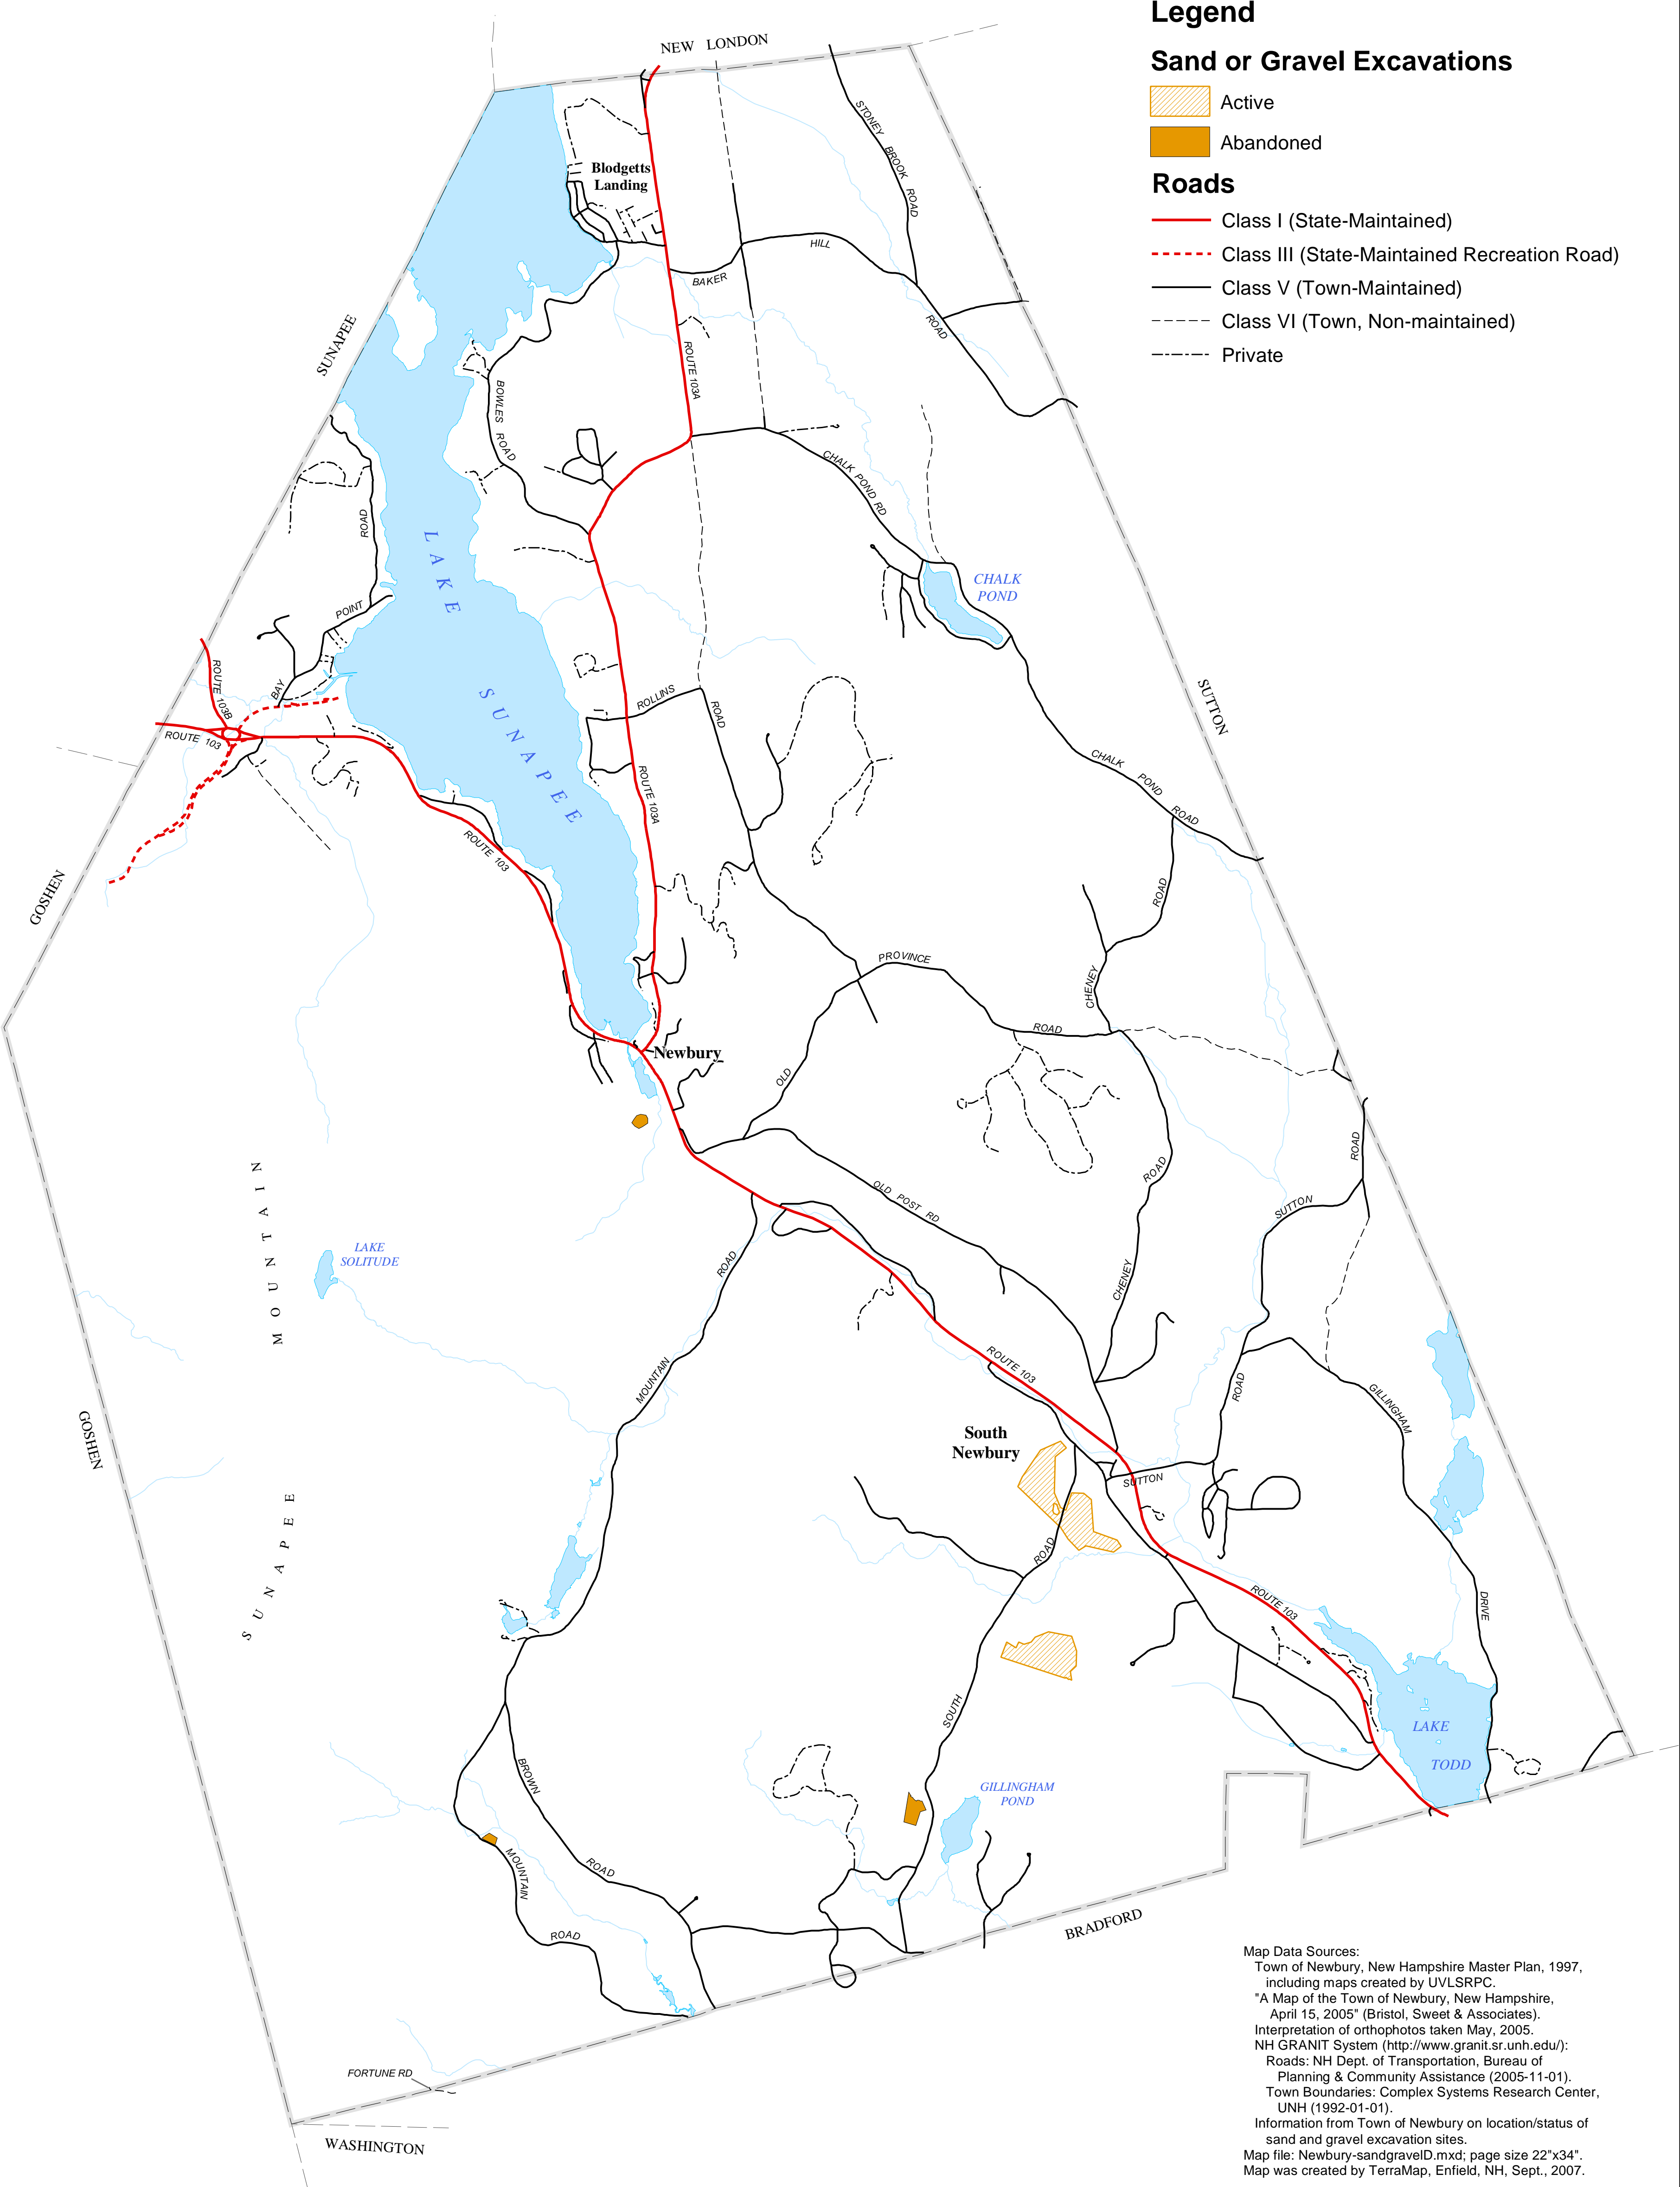 Legend
Sand or Gravel Excavations
Active
Abandoned
Roads
Class I (State-Maintained)
Class III (State-Maintained Recreation Road)
Class V (Town-Maintained)
Class VI (Town, Non-maintained)
Private
NEW LONDON
STONEY BROOK ROAD
Blodgetts
Landing
BAKER HILL ROAD
SUNAPEE
ROUTE 103A
BOWLES ROAD
CHALK POND RD
LAKE SUNAPEE
CHALK
POND
BAY POINT ROAD
ROUTE 103B
ROUTE 103
ROLLINS ROAD
ROUTE 103A
SUTTON
CHALK POND ROAD
ROUTE 103
GOSHEN
CHENEY ROAD
PROVINCE ROAD
OLD
Newbury
ROAD
SUTTON
CHENEY ROAD
OLD POST RD
LAKE
SOLITUDE
MOUNTAIN ROAD
SUNAPEE MOUNTAIN
ROUTE 103
GILLINGHAM DRIVE
ROAD
GOSHEN
South
Newbury
SUTTON
SOUTH ROAD
ROUTE 103
LAKE
TODD
GILLINGHAM
POND
BROWN ROAD
MOUNTAIN ROAD
BRADFORD
FORTUNE RD
WASHINGTON
Map Data Sources:
Town of Newbury, New Hampshire Master Plan, 1997,
including maps created by UVLSRPC.
"A Map of the Town of Newbury, New Hampshire,
April 15, 2005" (Bristol, Sweet & Associates).
Interpretation of orthophotos taken May, 2005.
NH GRANIT System (http://www.granit.sr.unh.edu/):
Roads: NH Dept. of Transportation, Bureau of
Planning & Community Assistance (2005-11-01).
Town Boundaries: Complex Systems Research Center,
UNH (1992-01-01).
Information from Town of Newbury on location/status of
sand and gravel excavation sites.
Map file: Newbury-sandgravelD.mxd; page size 22"x34".
Map was created by TerraMap, Enfield, NH, Sept., 2007.